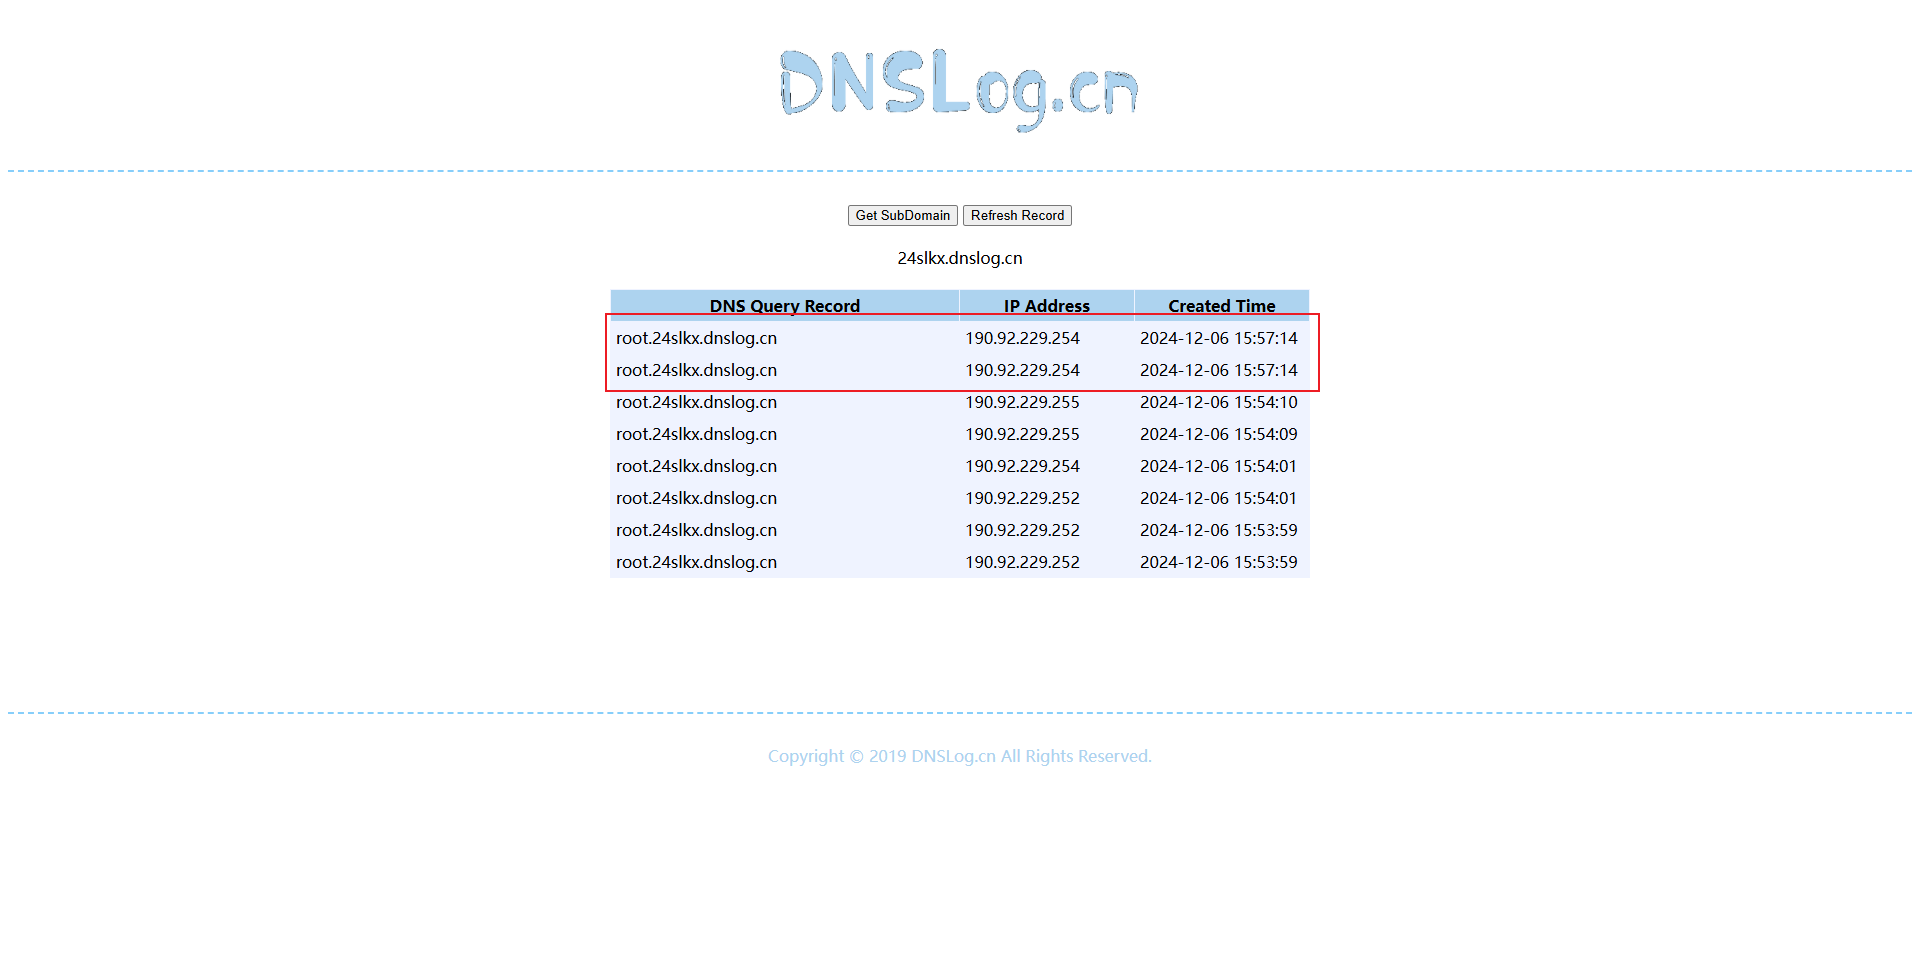 DNSLog.cn
Get SubDomain Refresh Record
24slkx.dnslog.cn
DNS Query Record IP Address Created Time
root.24slkx.dnslog.cn 190.92.229.254 2024-12-06 15:57:14
root.24slkx.dnslog.cn 190.92.229.254 2024-12-06 15:57:14
root.24slkx.dnslog.cn 190.92.229.255 2024-12-06 15:54:10
root.24slkx.dnslog.cn 190.92.229.255 2024-12-06 15:54:09
root.24slkx.dnslog.cn 190.92.229.254 2024-12-06 15:54:01
root.24slkx.dnslog.cn 190.92.229.252 2024-12-06 15:54:01
root.24slkx.dnslog.cn 190.92.229.252 2024-12-06 15:53:59
root.24slkx.dnslog.cn 190.92.229.252 2024-12-06 15:53:59
Copyright © 2019 DNSLog.cn All Rights Reserved.